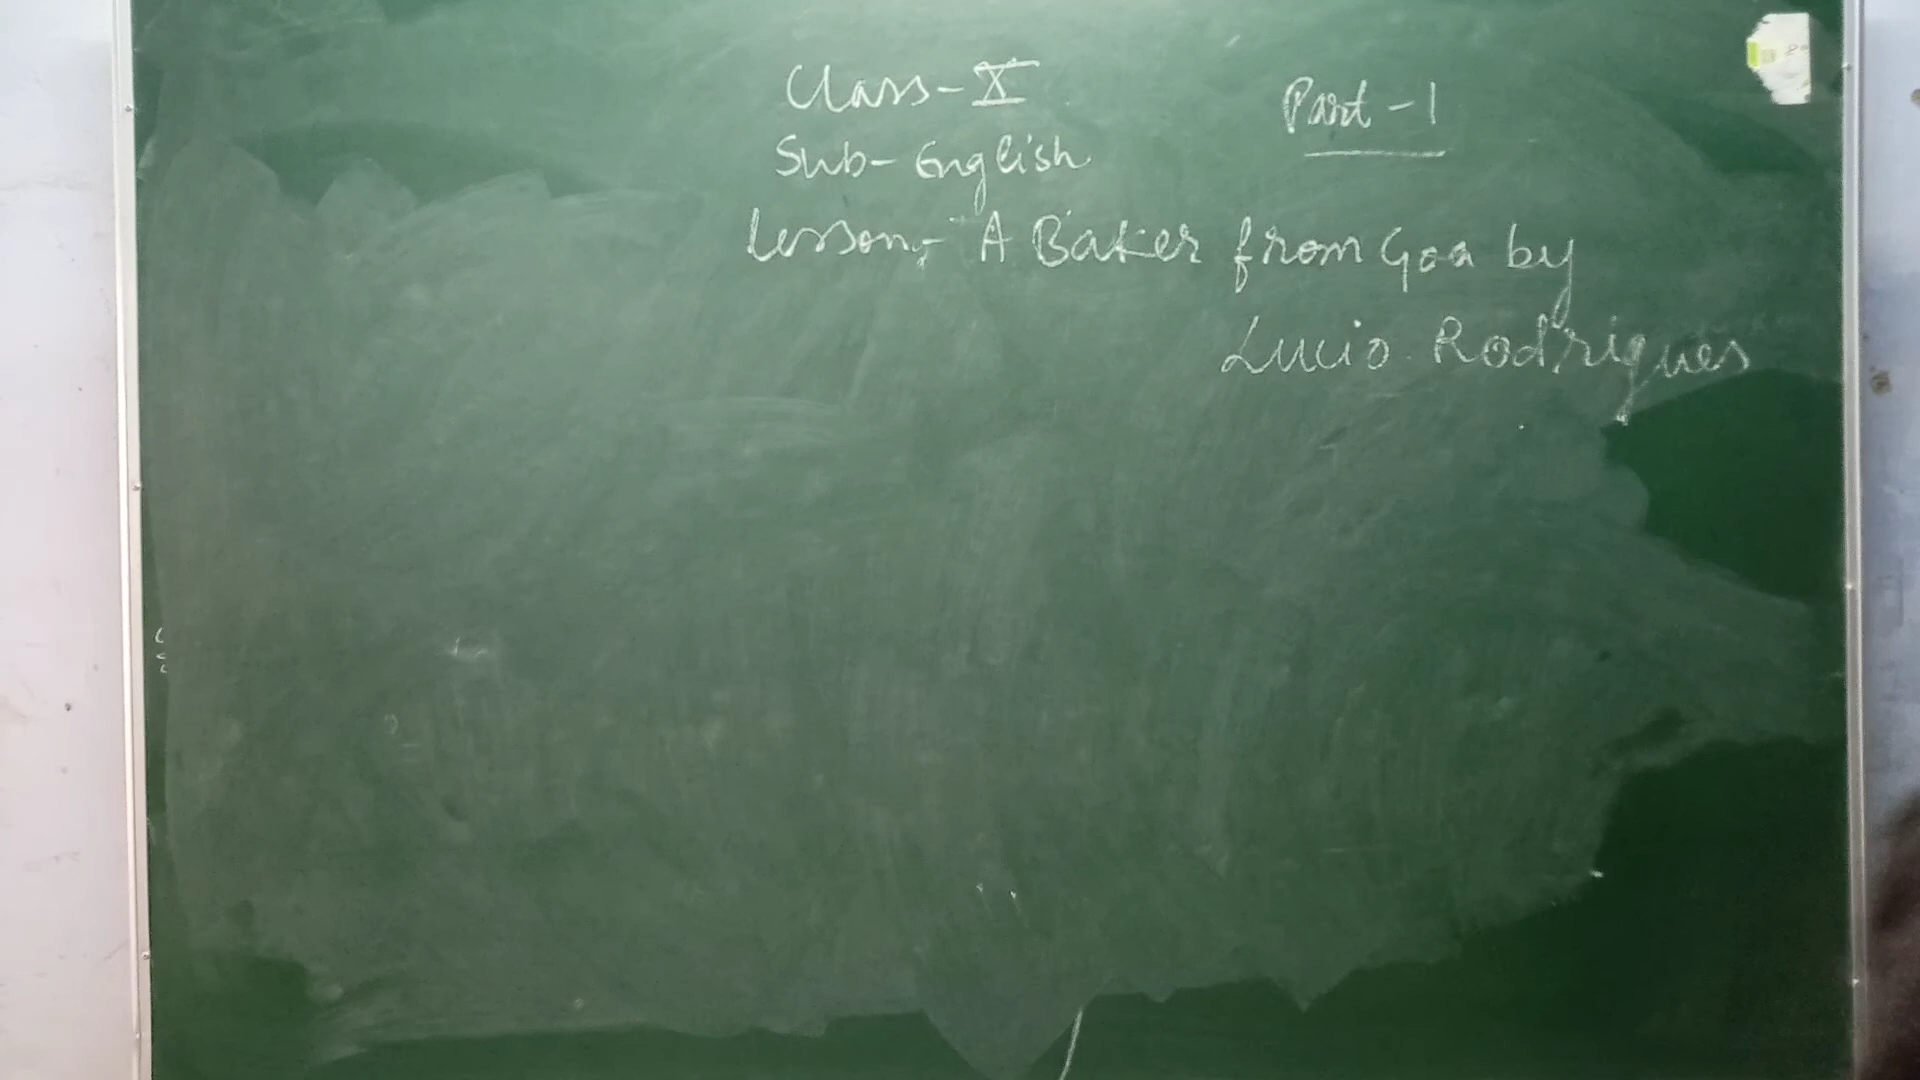 Class-X
Part-1
Sub-English
Lesson- A Baker from Goa by
Lucio Rodrigues